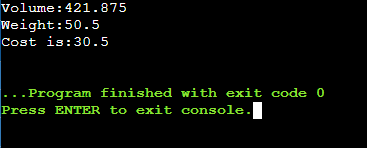 Volume:421.875
Weight:50.5
Cost is:30.5
...Program finished with exit code 0
Press ENTER to exit console.